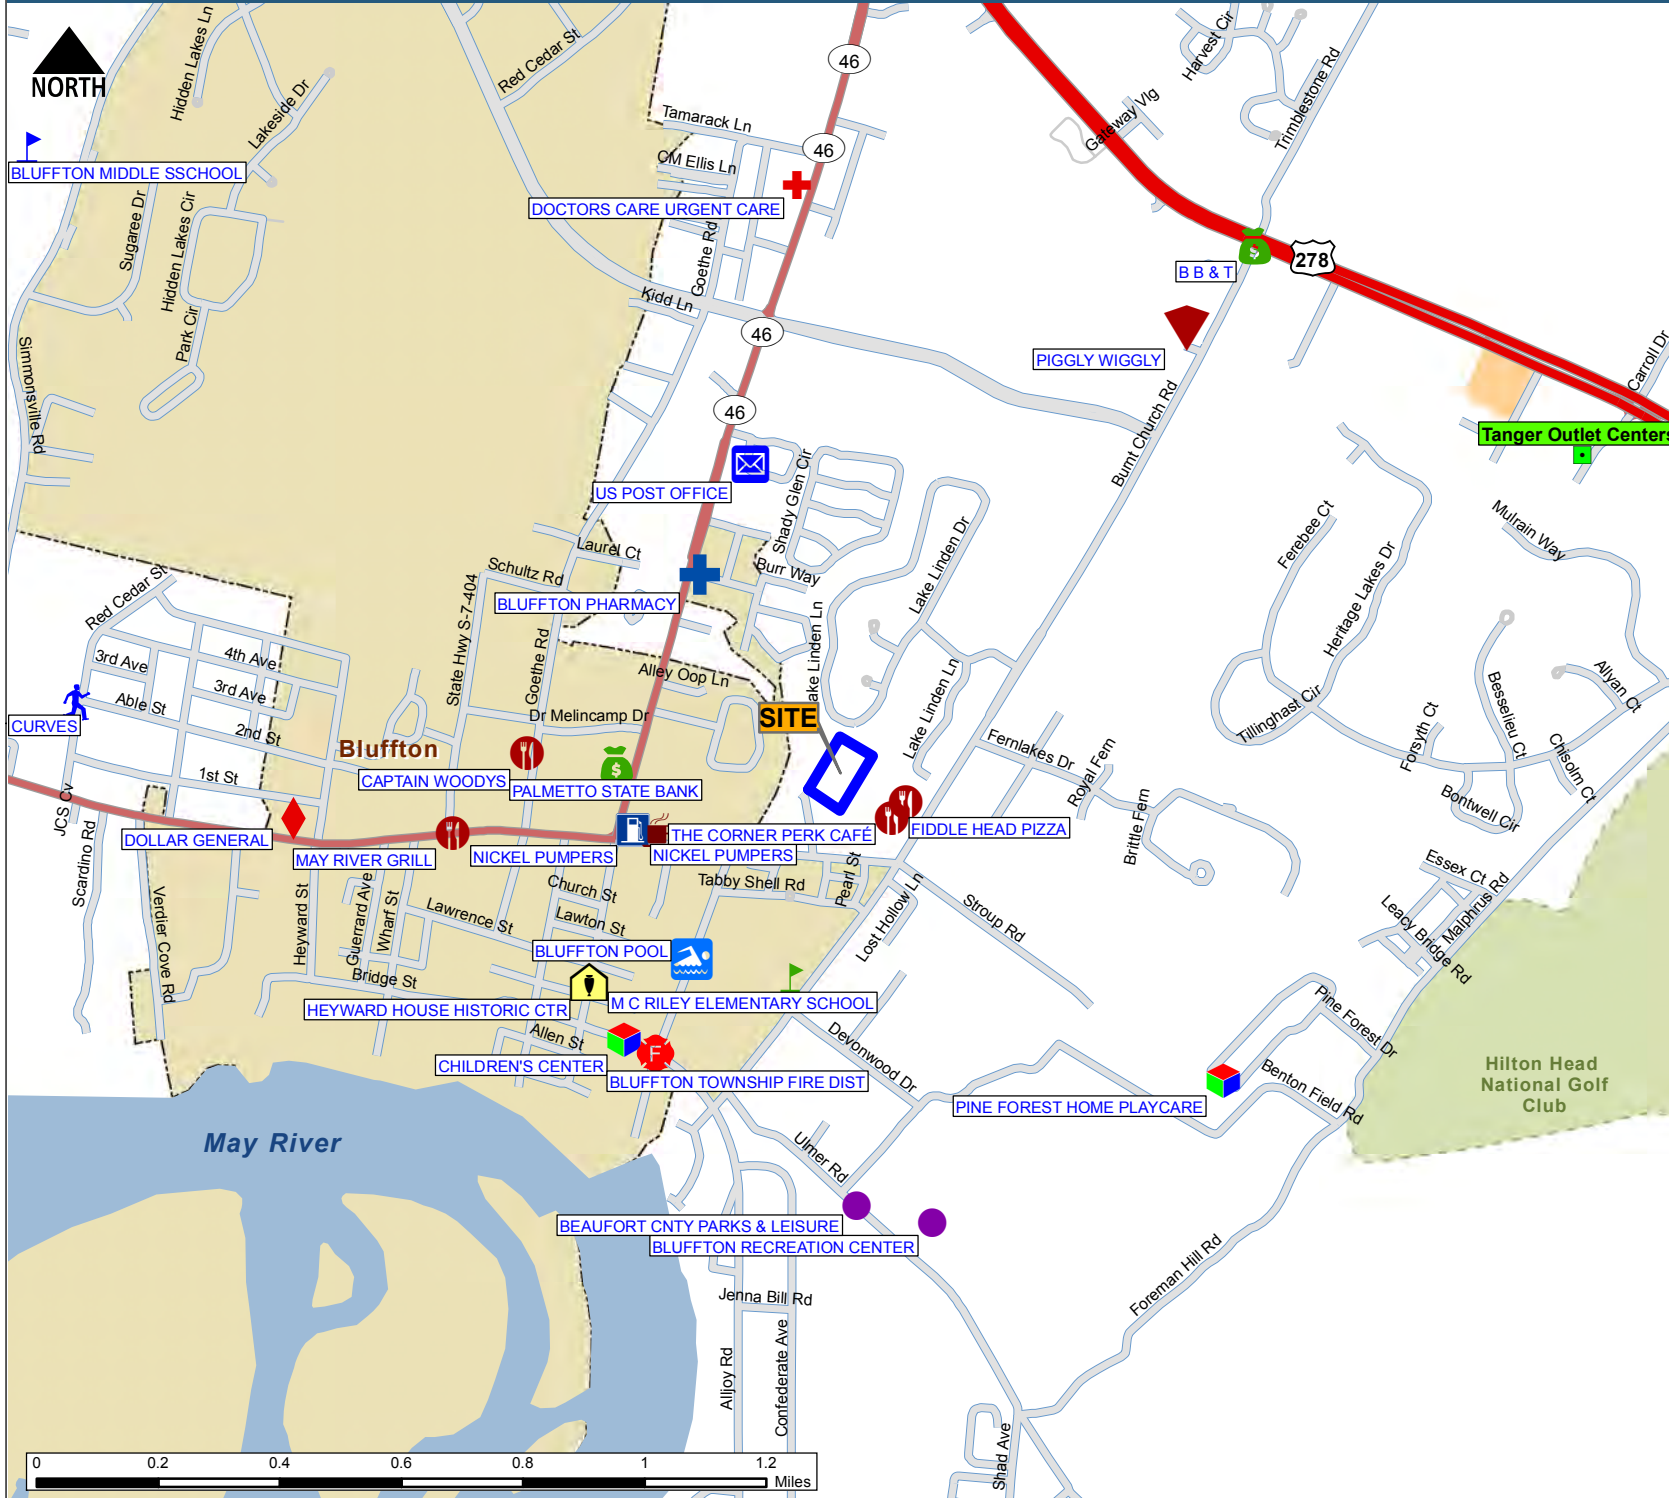 NORTH
Hidden Lakes Ln
Lakeside Dr
Red Cedar St
46
Harvest Cir
Trimblestone Rd
Gateway Vlg
Tamarack Ln
46
CM Ellis Ln
BLUFFTON MIDDLE SSCHOOL
DOCTORS CARE URGENT CARE
Sugaree Dr
Hidden Lakes Cir
Goethe Rd
278
B B & T
Kidd Ln
Park Cir
46
PIGGLY WIGGLY
Simmonsville Rd
Carroll Dr
46
Burnt Church Rd
Tanger Outlet Centers
US POST OFFICE
Shady Glen Cir
Mulrain Way
Ferebee Ct
Laurel Ct
Lake Linden Dr
Heritage Lakes Dr
Schultz Rd
Burr Way
Red Cedar St
State Hwy S-7-404
BLUFFTON PHARMACY
Goethe Rd
Lake Linden Ln
3rd Ave
4th Ave
Alley Oop Ln
Lake Linden Ln
Allyan Ct
Besselieu Ct
3rd Ave
Able St
SITE
Dr Melincamp Dr
Tillinghast Cir
Forsyth Ct
CURVES
2nd St
Bluffton
Fernlakes Dr
Royal Fern
Chisolm Ct
1st St
CAPTAIN WOODYS
PALMETTO STATE BANK
Bontwell Cir
JCS Cv
Scardino Rd
DOLLAR GENERAL
MAY RIVER GRILL
NICKEL PUMPERS
THE CORNER PERK CAFÉ
FIDDLE HEAD PIZZA
NICKEL PUMPERS
Brittle Fern
Verdier Cove Rd
Heyward St
Guerrard Ave
Wharf St
Church St
Tabby Shell Rd
Pearl St
Essex Ct
Lawrence St
Lawton St
Lost Hollow Ln
Stroup Rd
Leacy Bridge Rd
Malphrus Rd
BLUFFTON POOL
Bridge St
HEYWARD HOUSE HISTORIC CTR
M C RILEY ELEMENTARY SCHOOL
Allen St
Devonwood Dr
Pine Forest Dr
F
CHILDREN'S CENTER
BLUFFTON TOWNSHIP FIRE DIST
PINE FOREST HOME PLAYCARE
Benton Field Rd
Hilton Head
National Golf
Club
May River
Ulmer Rd
BEAUFORT CNTY PARKS & LEISURE
BLUFFTON RECREATION CENTER
Foreman Hill Rd
Jenna Bill Rd
Alljoy Rd
Confederate Ave
Shad Ave
0 0.2 0.4 0.6 0.8 1 1.2
Miles